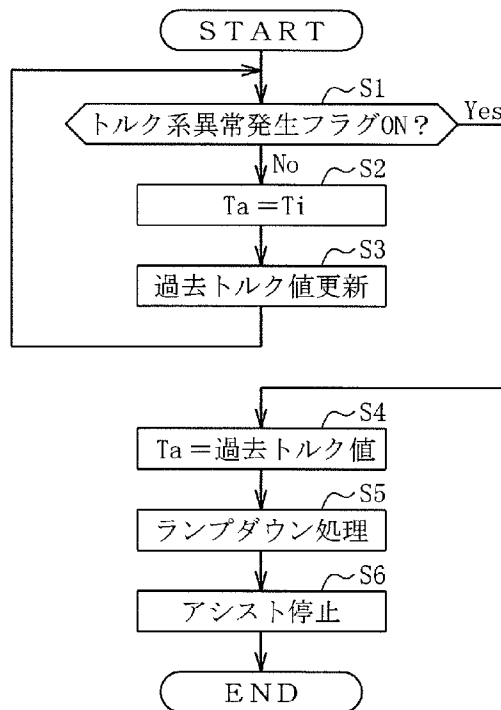 START
S1
トルク系異常発生フラグON?
Yes
No
S2
Ta=Ti
S3
過去トルク値更新
S4
Ta=過去トルク値
S5
ランプダウン処理
S6
アシスト停止
END